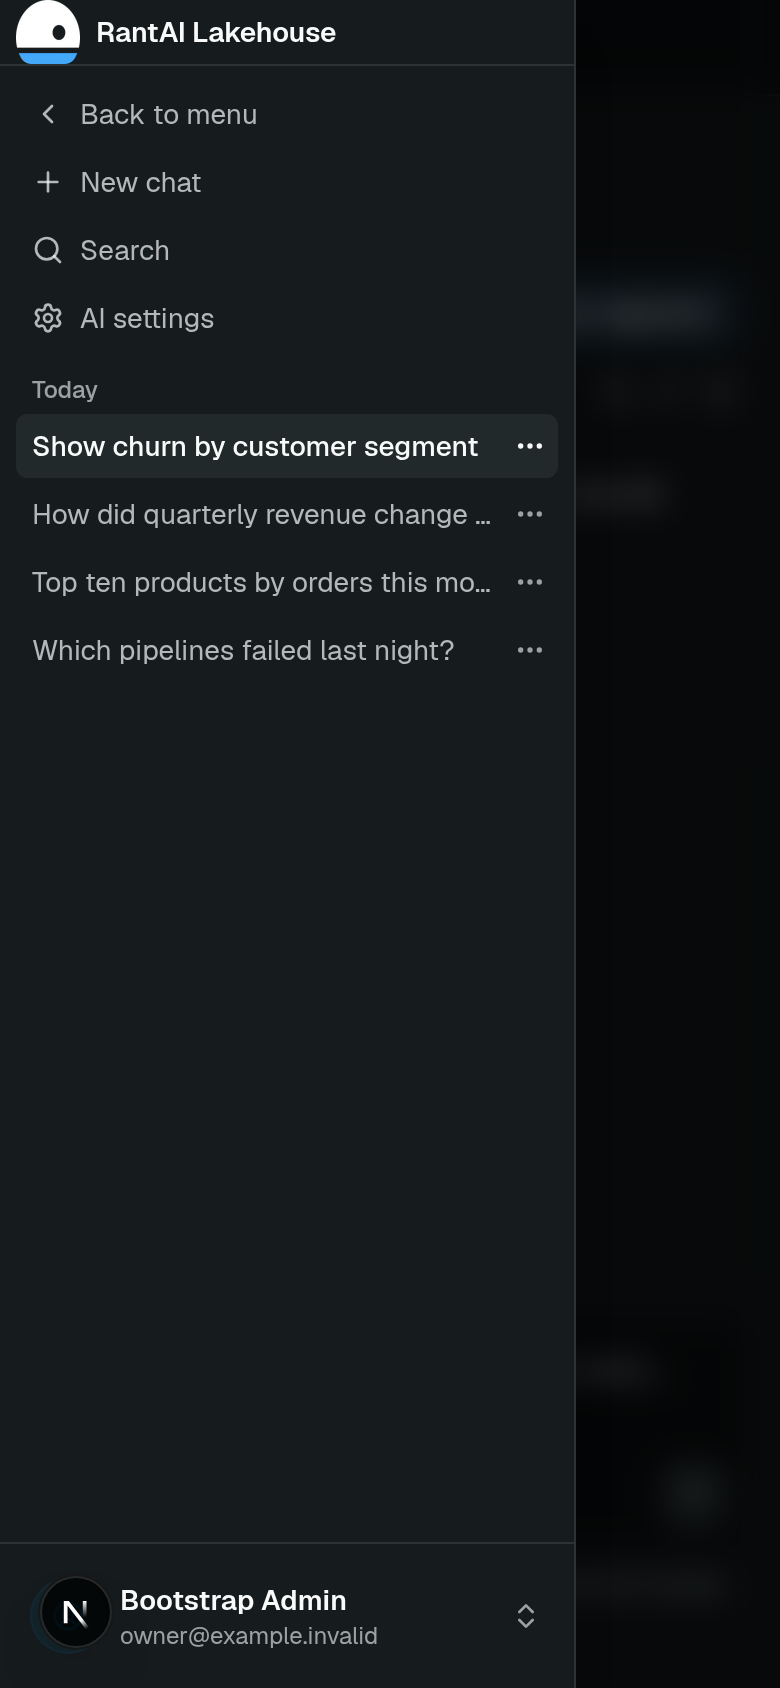 RantAI Lakehouse
Back to menu
New chat
Search
AI settings
Today
Show churn by customer segment
How did quarterly revenue change ...
Top ten products by orders this mo...
Which pipelines failed last night?
N
Bootstrap Admin
owner@example.invalid